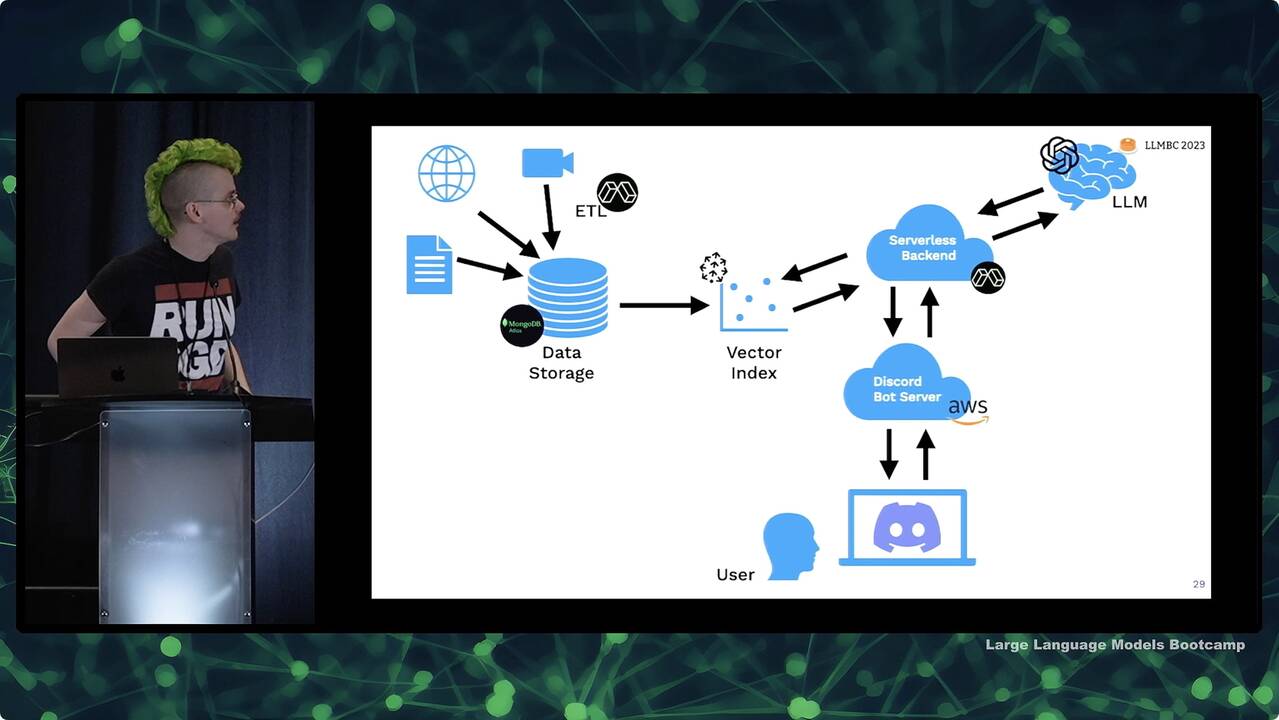 LLMBC 2023
ETL
LLM
Serverless
Backend
MongoDB.
Atlas
Data
Storage
Vector
Index
Discord
Bot Server
aws
User
29
RUN
Large Language Models Bootcamp